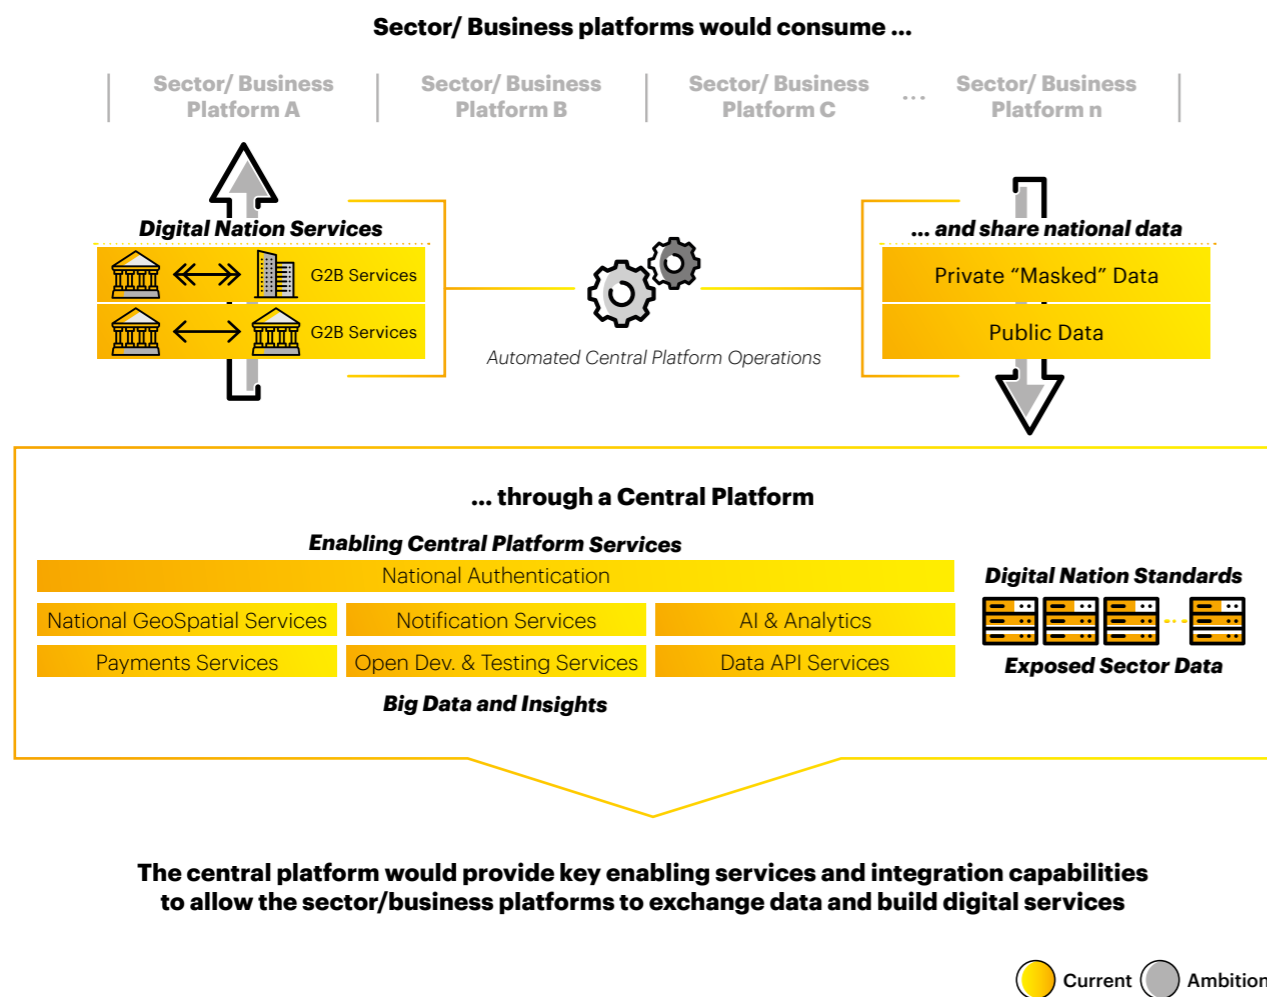 Sector/ Business platforms would consume ...
Sector/ Business
Platform A
Sector/ Business
Platform B
Sector/ Business
Platform C
...
Sector/ Business
Platform n
Digital Nation Services
G2B Services
G2B Services
Automated Central Platform Operations
... and share national data
Private “Masked” Data
Public Data
... through a Central Platform
Enabling Central Platform Services
National Authentication
National GeoSpatial Services
Notification Services
AI & Analytics
Payments Services
Open Dev. & Testing Services
Data API Services
Big Data and Insights
Digital Nation Standards
Exposed Sector Data
The central platform would provide key enabling services and integration capabilities
to allow the sector/business platforms to exchange data and build digital services
Current
Ambition